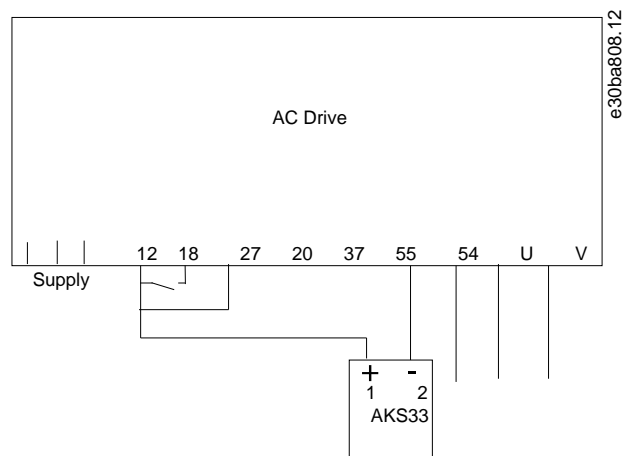 e30ba808.12
AC Drive
12 18 27 20 37 55 54 U V
Supply
+ -
1 2
AKS33